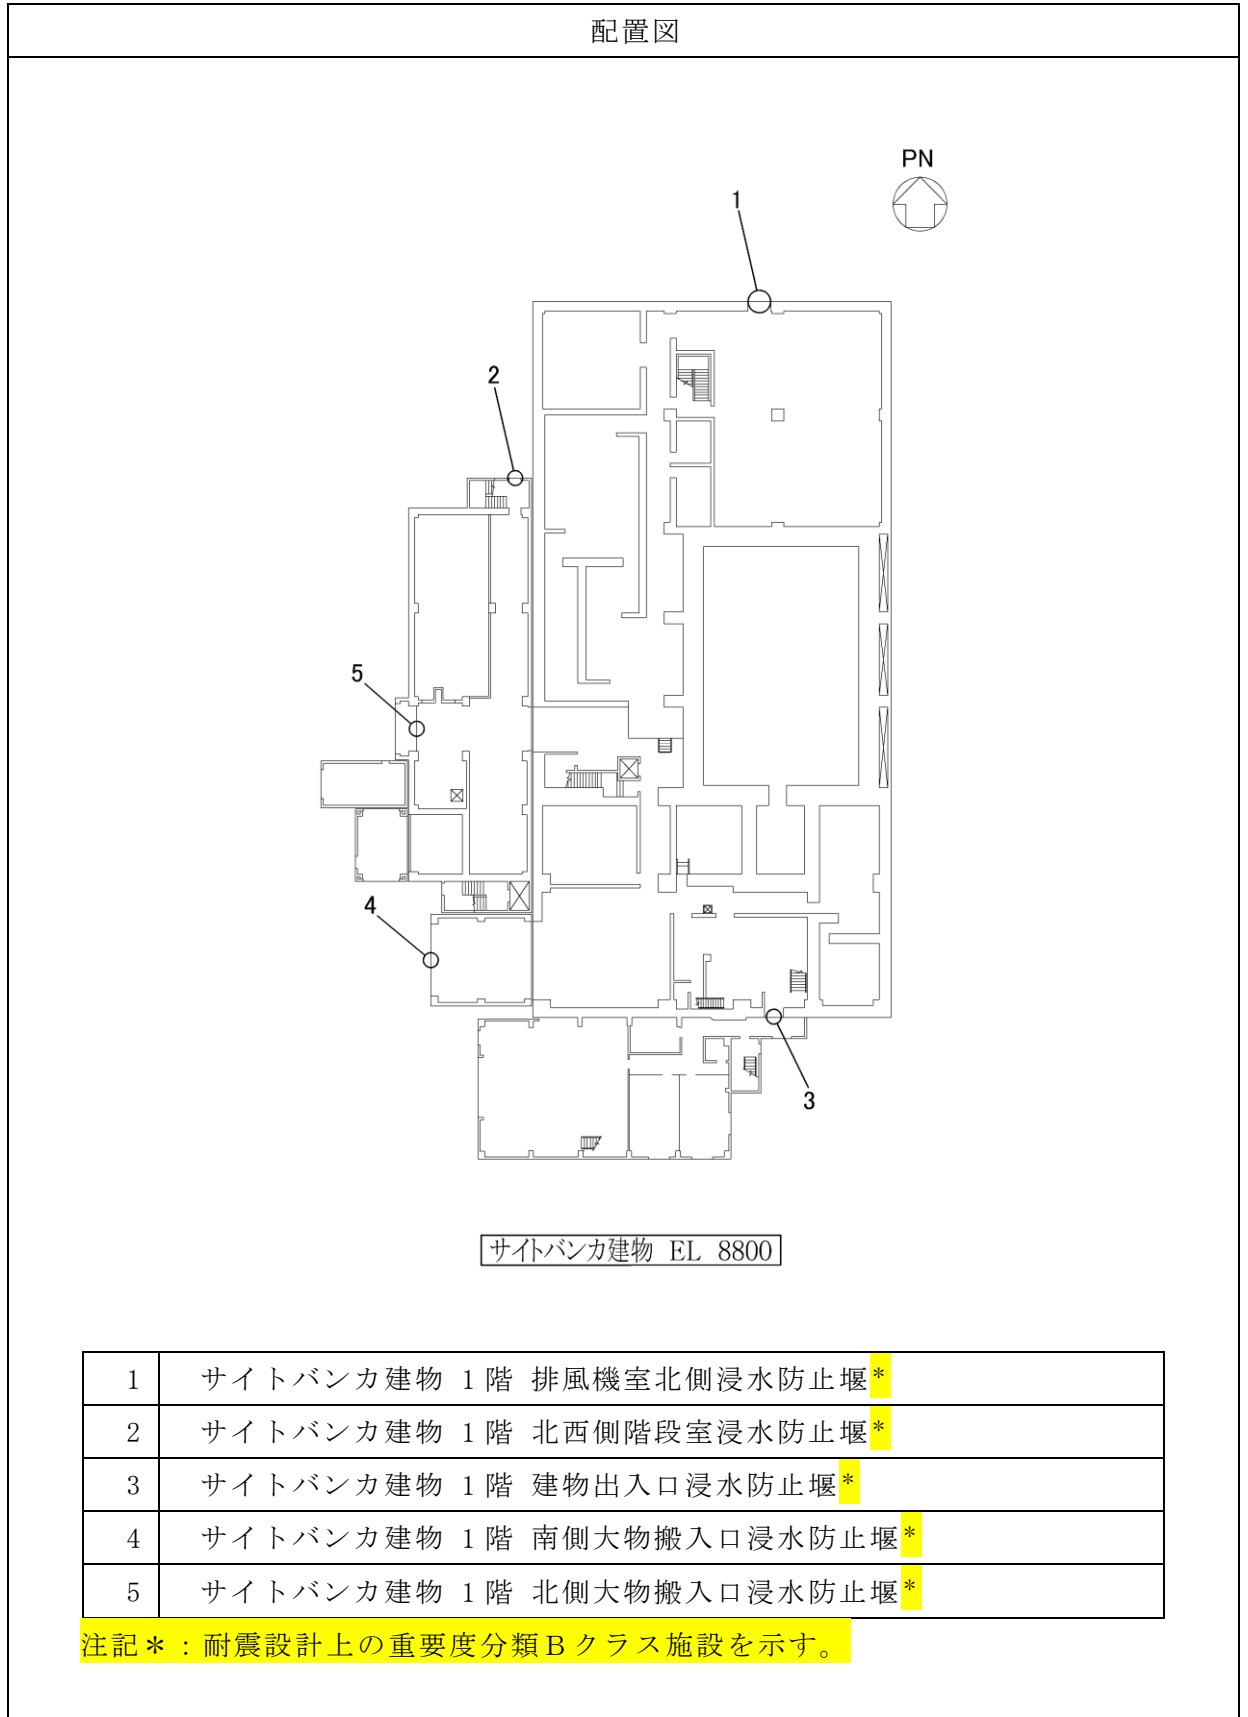 配置図
PN
1
2
5
4
3
サイトバンカ建物 EL 8800
1 サイトバンカ建物 1階 排風機室北側浸水防止堰*
2 サイトバンカ建物 1階 北西側階段室浸水防止堰*
3 サイトバンカ建物 1階 建物出入口浸水防止堰*
4 サイトバンカ建物 1階 南側大物搬入口浸水防止堰*
5 サイトバンカ建物 1階 北側大物搬入口浸水防止堰*
注記＊：耐震設計上の重要度分類Ｂクラス施設を示す。